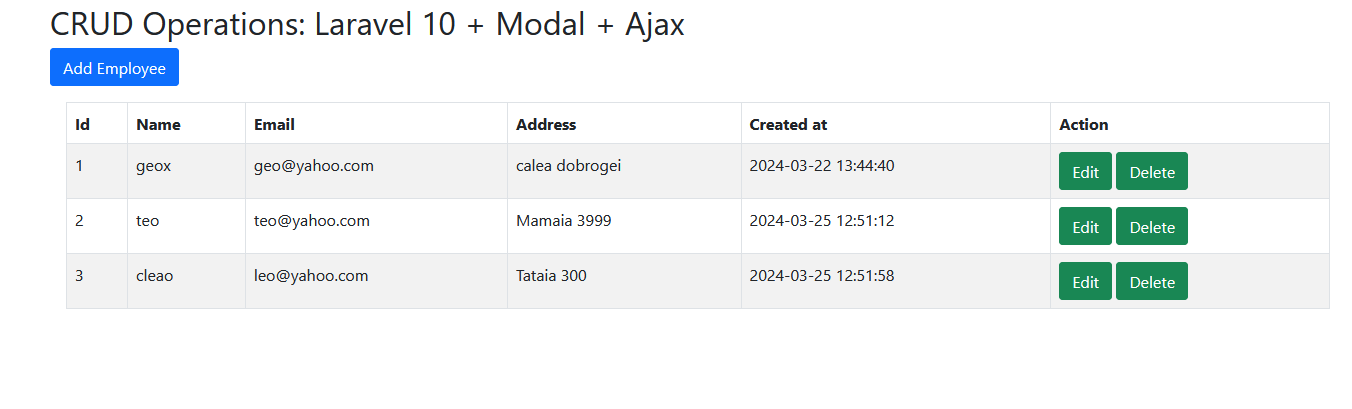 CRUD Operations: Laravel 10 + Modal + Ajax
Add Employee
Id Name Email Address Created at Action
1 geox geo@yahoo.com calea dobrogei 2024-03-22 13:44:40 Edit Delete
2 teo teo@yahoo.com Mamaia 3999 2024-03-25 12:51:12 Edit Delete
3 cleao leo@yahoo.com Tataia 300 2024-03-25 12:51:58 Edit Delete